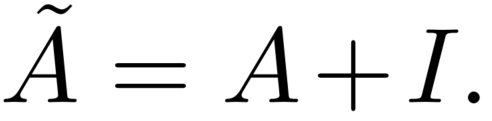 Ã = A + I.